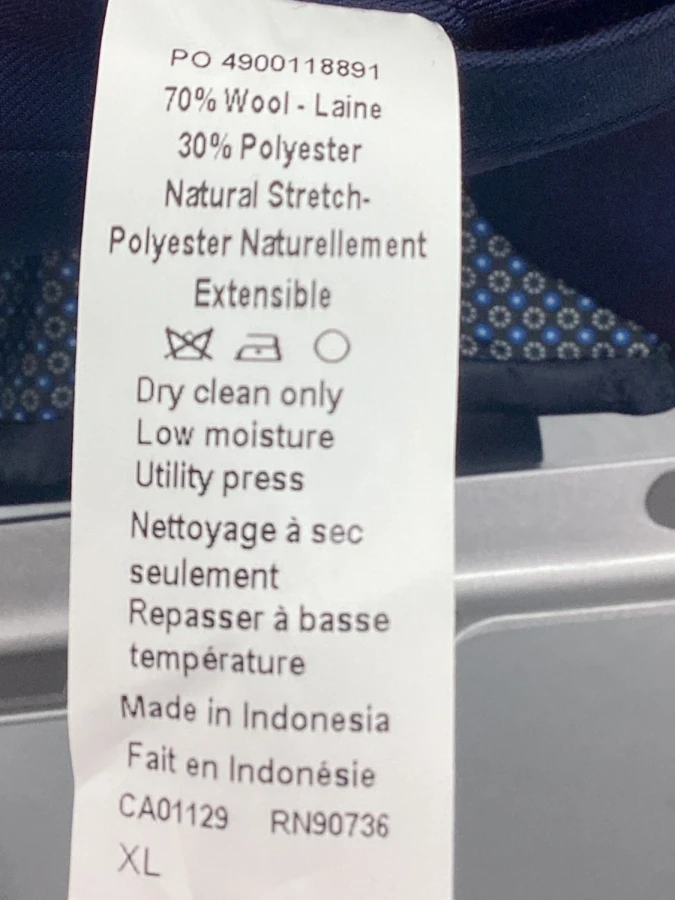 PO 4900118891
70% Wool - Laine
30% Polyester
Natural Stretch-
Polyester Naturellement
Extensible
Dry clean only
Low moisture
Utility press
Nettoyage à sec
seulement
Repasser à basse
température
Made in Indonesia
Fait en Indonésie
CA01129 RN90736
XL